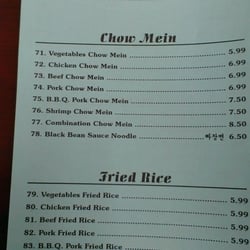 Chow Mein
71. Vegetables Chow Mein 5.99
72. Chicken Chow Mein 6.99
73. Beef Chow Mein 6.99
74. Pork Chow Mein 6.99
75. B.B.Q. Pork Chow Mein 7.50
76. Shrimp Chow Mein 7.50
77. Combination Chow Mein 8.50
78. Black Bean Sauce Noodle 짜장면 6.50
Fried Rice
79. Vegetables Fried Rice 5.99
80. Chicken Fried Rice 5.99
81. Beef Fried Rice 5.99
82. Pork Fried Rice 5.99
83. B.B.Q. Pork Fried Rice